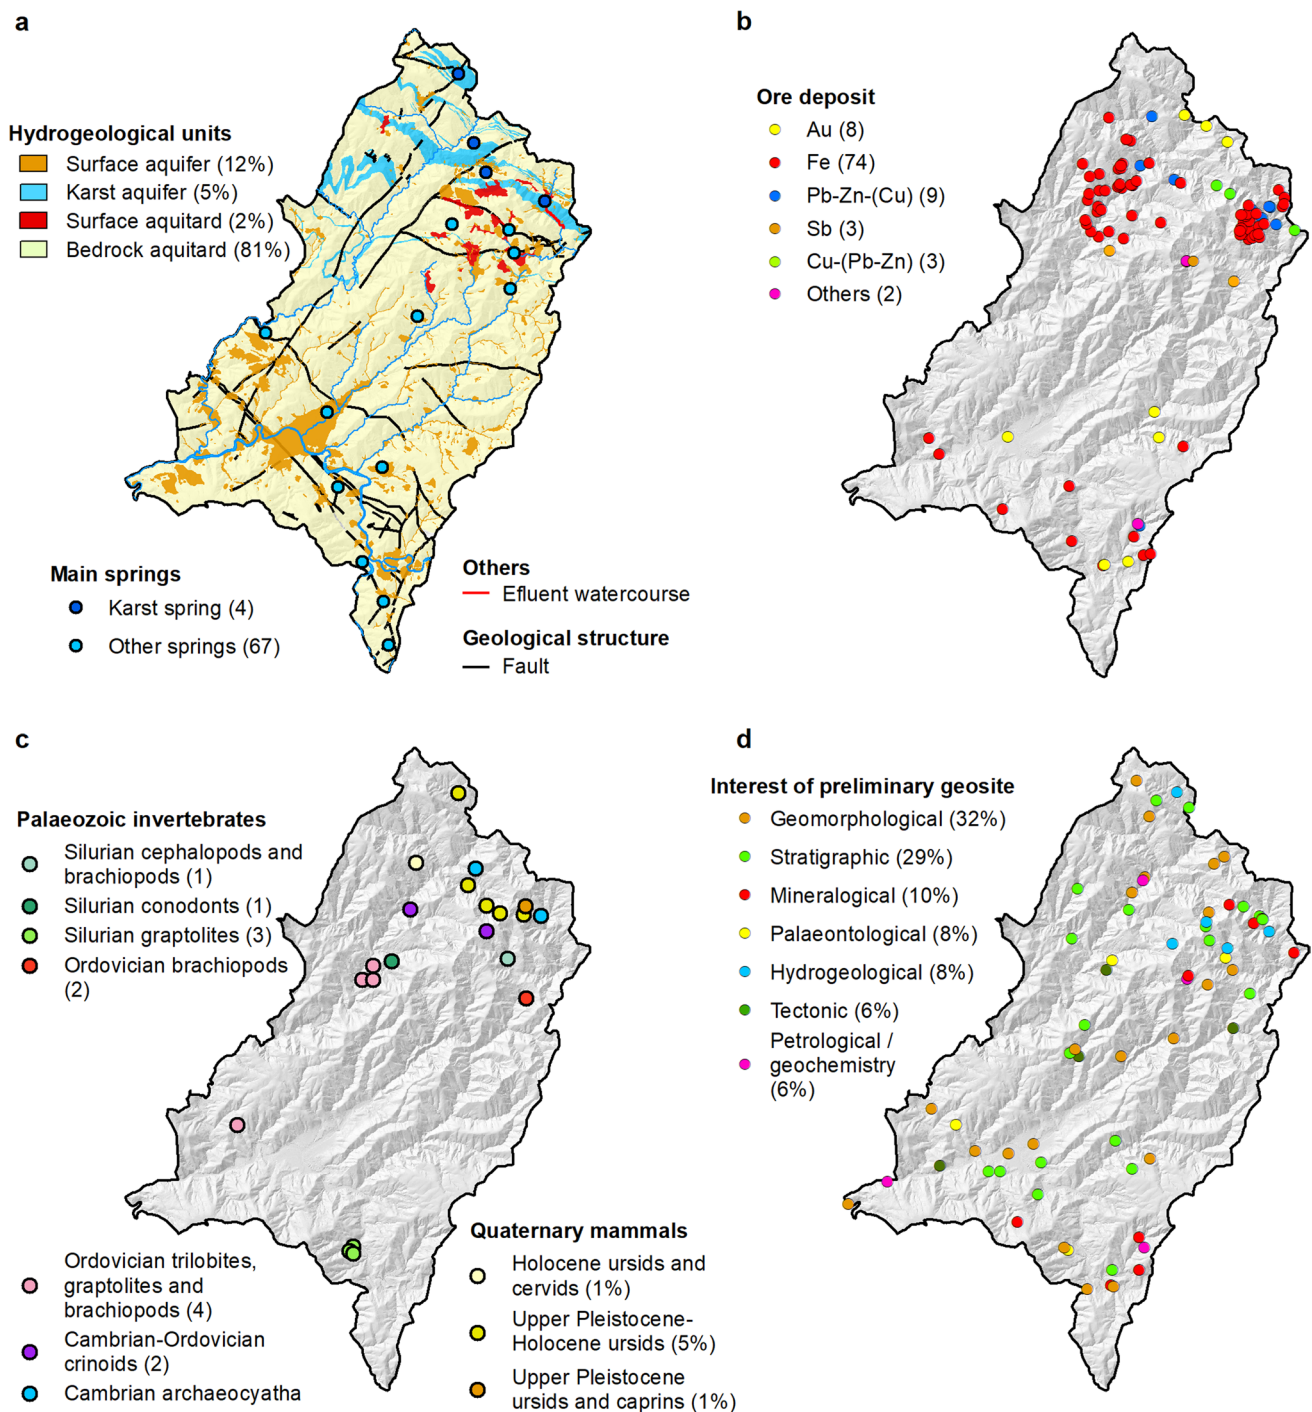 a
Hydrogeological units
Surface aquifer (12%)
Karst aquifer (5%)
Surface aquitard (2%)
Bedrock aquitard (81%)
Main springs
Karst spring (4)
Other springs (67)
Others
Efluent watercourse
Geological structure
Fault
b
Ore deposit
Au (8)
Fe (74)
Pb-Zn-(Cu) (9)
Sb (3)
Cu-(Pb-Zn) (3)
Others (2)
c
Palaeozoic invertebrates
Silurian cephalopods and
brachiopods (1)
Silurian conodonts (1)
Silurian graptolites (3)
Ordovician brachiopods
(2)
Ordovician trilobites,
graptolites and
brachiopods (4)
Cambrian-Ordovician
crinoids (2)
Cambrian archaeocyatha
Quaternary mammals
Holocene ursids and
cervids (1%)
Upper Pleistocene-
Holocene ursids (5%)
Upper Pleistocene
ursids and caprins (1%)
d
Interest of preliminary geosite
Geomorphological (32%)
Stratigraphic (29%)
Mineralogical (10%)
Palaeontological (8%)
Hydrogeological (8%)
Tectonic (6%)
Petrological /
geochemistry
(6%)